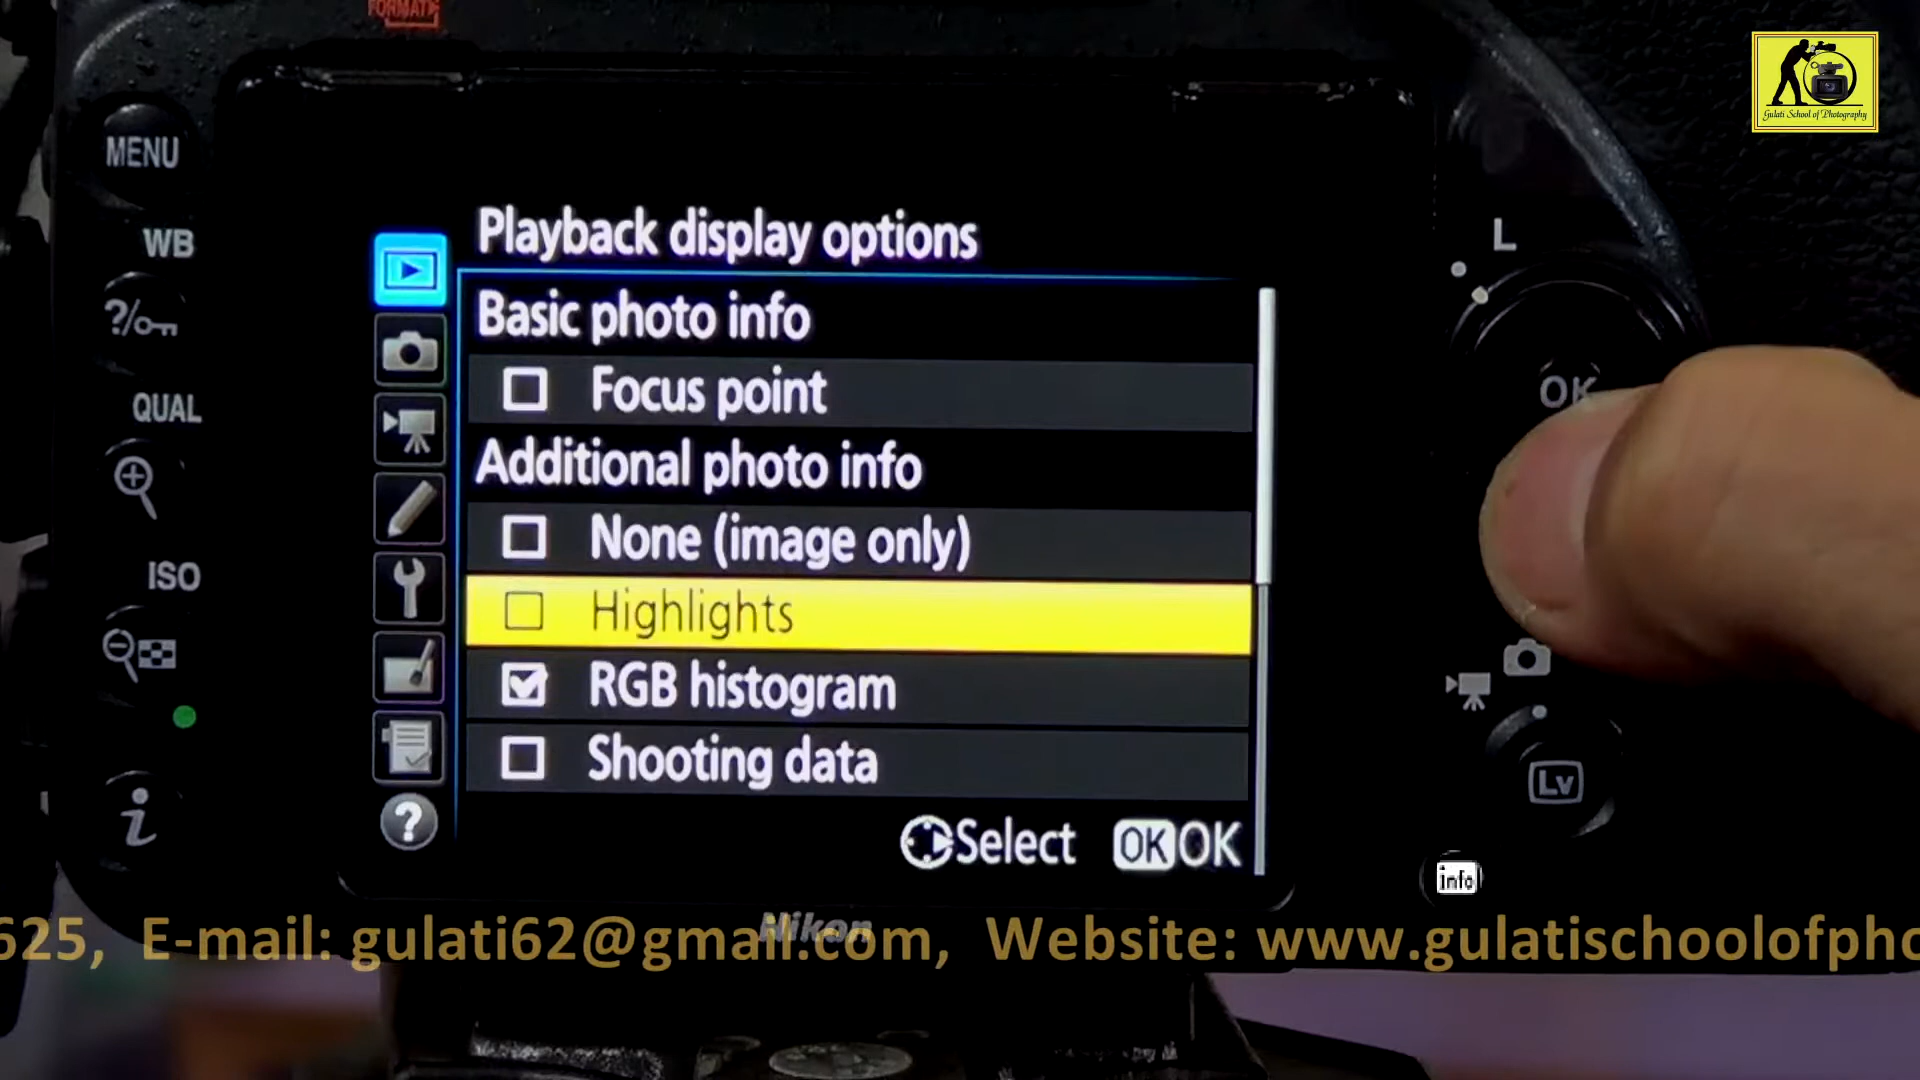 FORMAT
Gulati School of Photography
MENU
WB
?/
QUAL
ISO
i
Playback display options
Basic photo info
Focus point
Additional photo info
None (image only)
Highlights
RGB histogram
Shooting data
?
Select OK OK
L
OK
Lv
info
Nikon
625, E-mail: gulati62@gmail.com, Website: www.gulatischoolofpho